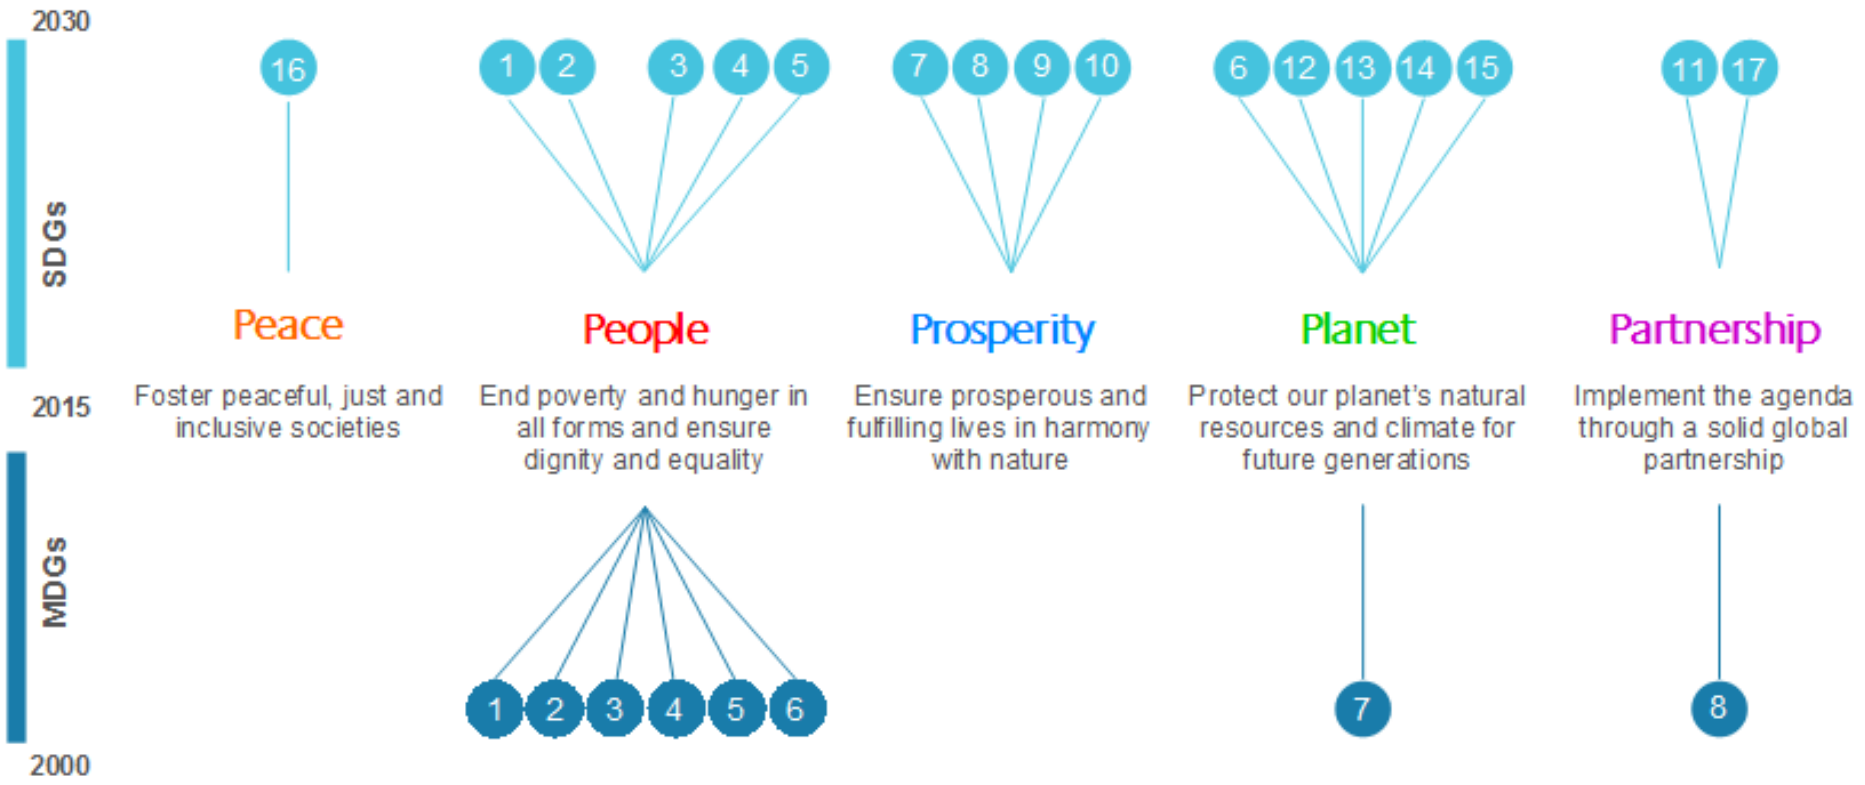 2030
16
1 2 3 4 5
7 8 9 10
6 12 13 14 15
11 17
SDGs
Peace
People
Prosperity
Planet
Partnership
2015
Foster peaceful, just and
inclusive societies
End poverty and hunger in
all forms and ensure
dignity and equality
Ensure prosperous and
fulfilling lives in harmony
with nature
Protect our planet's natural
resources and climate for
future generations
Implement the agenda
through a solid global
partnership
MDGs
1 2 3 4 5 6
7
8
2000